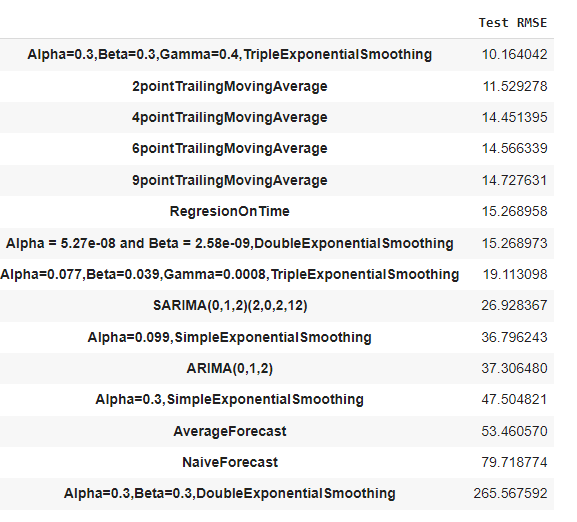 Test RMSE
Alpha=0.3,Beta=0.3,Gamma=0.4,TripleExponentialSmoothing 10.164042
2pointTrailingMovingAverage 11.529278
4pointTrailingMovingAverage 14.451395
6pointTrailingMovingAverage 14.566339
9pointTrailingMovingAverage 14.727631
RegresionOnTime 15.268958
Alpha = 5.27e-08 and Beta = 2.58e-09,DoubleExponentialSmoothing 15.268973
Alpha=0.077,Beta=0.039,Gamma=0.0008,TripleExponentialSmoothing 19.113098
SARIMA(0,1,2)(2,0,2,12) 26.928367
Alpha=0.099,SimpleExponentialSmoothing 36.796243
ARIMA(0,1,2) 37.306480
Alpha=0.3,SimpleExponentialSmoothing 47.504821
AverageForecast 53.460570
NaiveForecast 79.718774
Alpha=0.3,Beta=0.3,DoubleExponentialSmoothing 265.567592